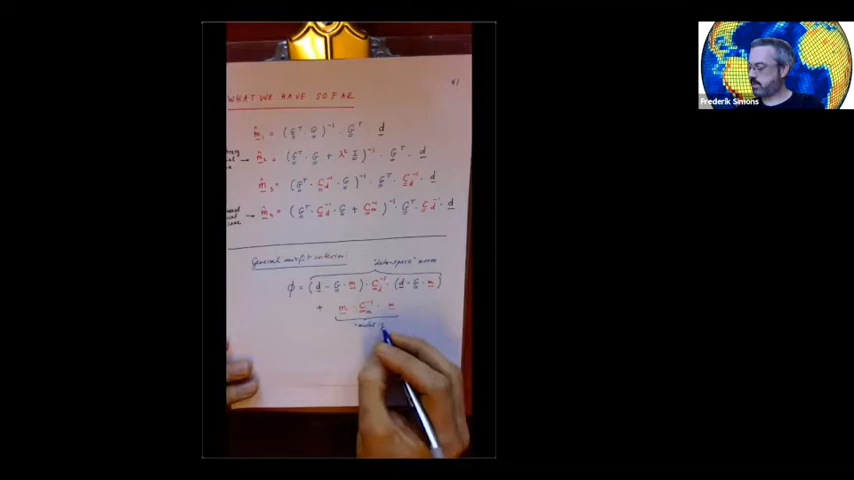 4)
WHAT WE HAVE SO FAR
m̂₁ = (Gᵀ · G)⁻¹ · Gᵀ · d
m̂₂ = (Gᵀ · G + λ² I)⁻¹ · Gᵀ · d
m̂₃ = (Gᵀ · C_d⁻¹ · G)⁻¹ · Gᵀ · C_d⁻¹ · d
m̂₄ = (Gᵀ · C_d⁻¹ · G + C_m⁻¹)⁻¹ · Gᵀ · C_d⁻¹ · d
General misfit criterion:
"data-space" norm
ϕ = (d - G · m) · C_d⁻¹ · (d - G · m)
+ m · C_m⁻¹ · m
"model
Frederik Simons